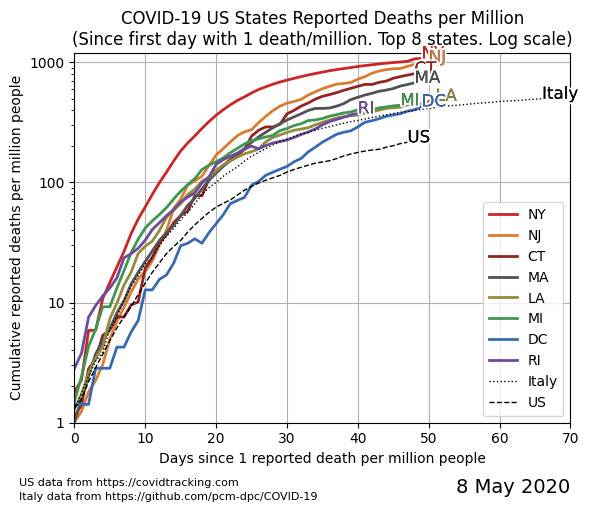 COVID-19 US States Reported Deaths per Million
(Since first day with 1 death/million. Top 8 states. Log scale)
Cumulative reported deaths per million people
1000
100
10
1
NY
NJ
CT
MA
LA
MI
DC
RI
Italy
US
NY
NJ
CT
MA
LA
MI
DC
RI
Italy
US
0 10 20 30 40 50 60 70
Days since 1 reported death per million people
US data from https://covidtracking.com
Italy data from https://github.com/pcm-dpc/COVID-19
8 May 2020